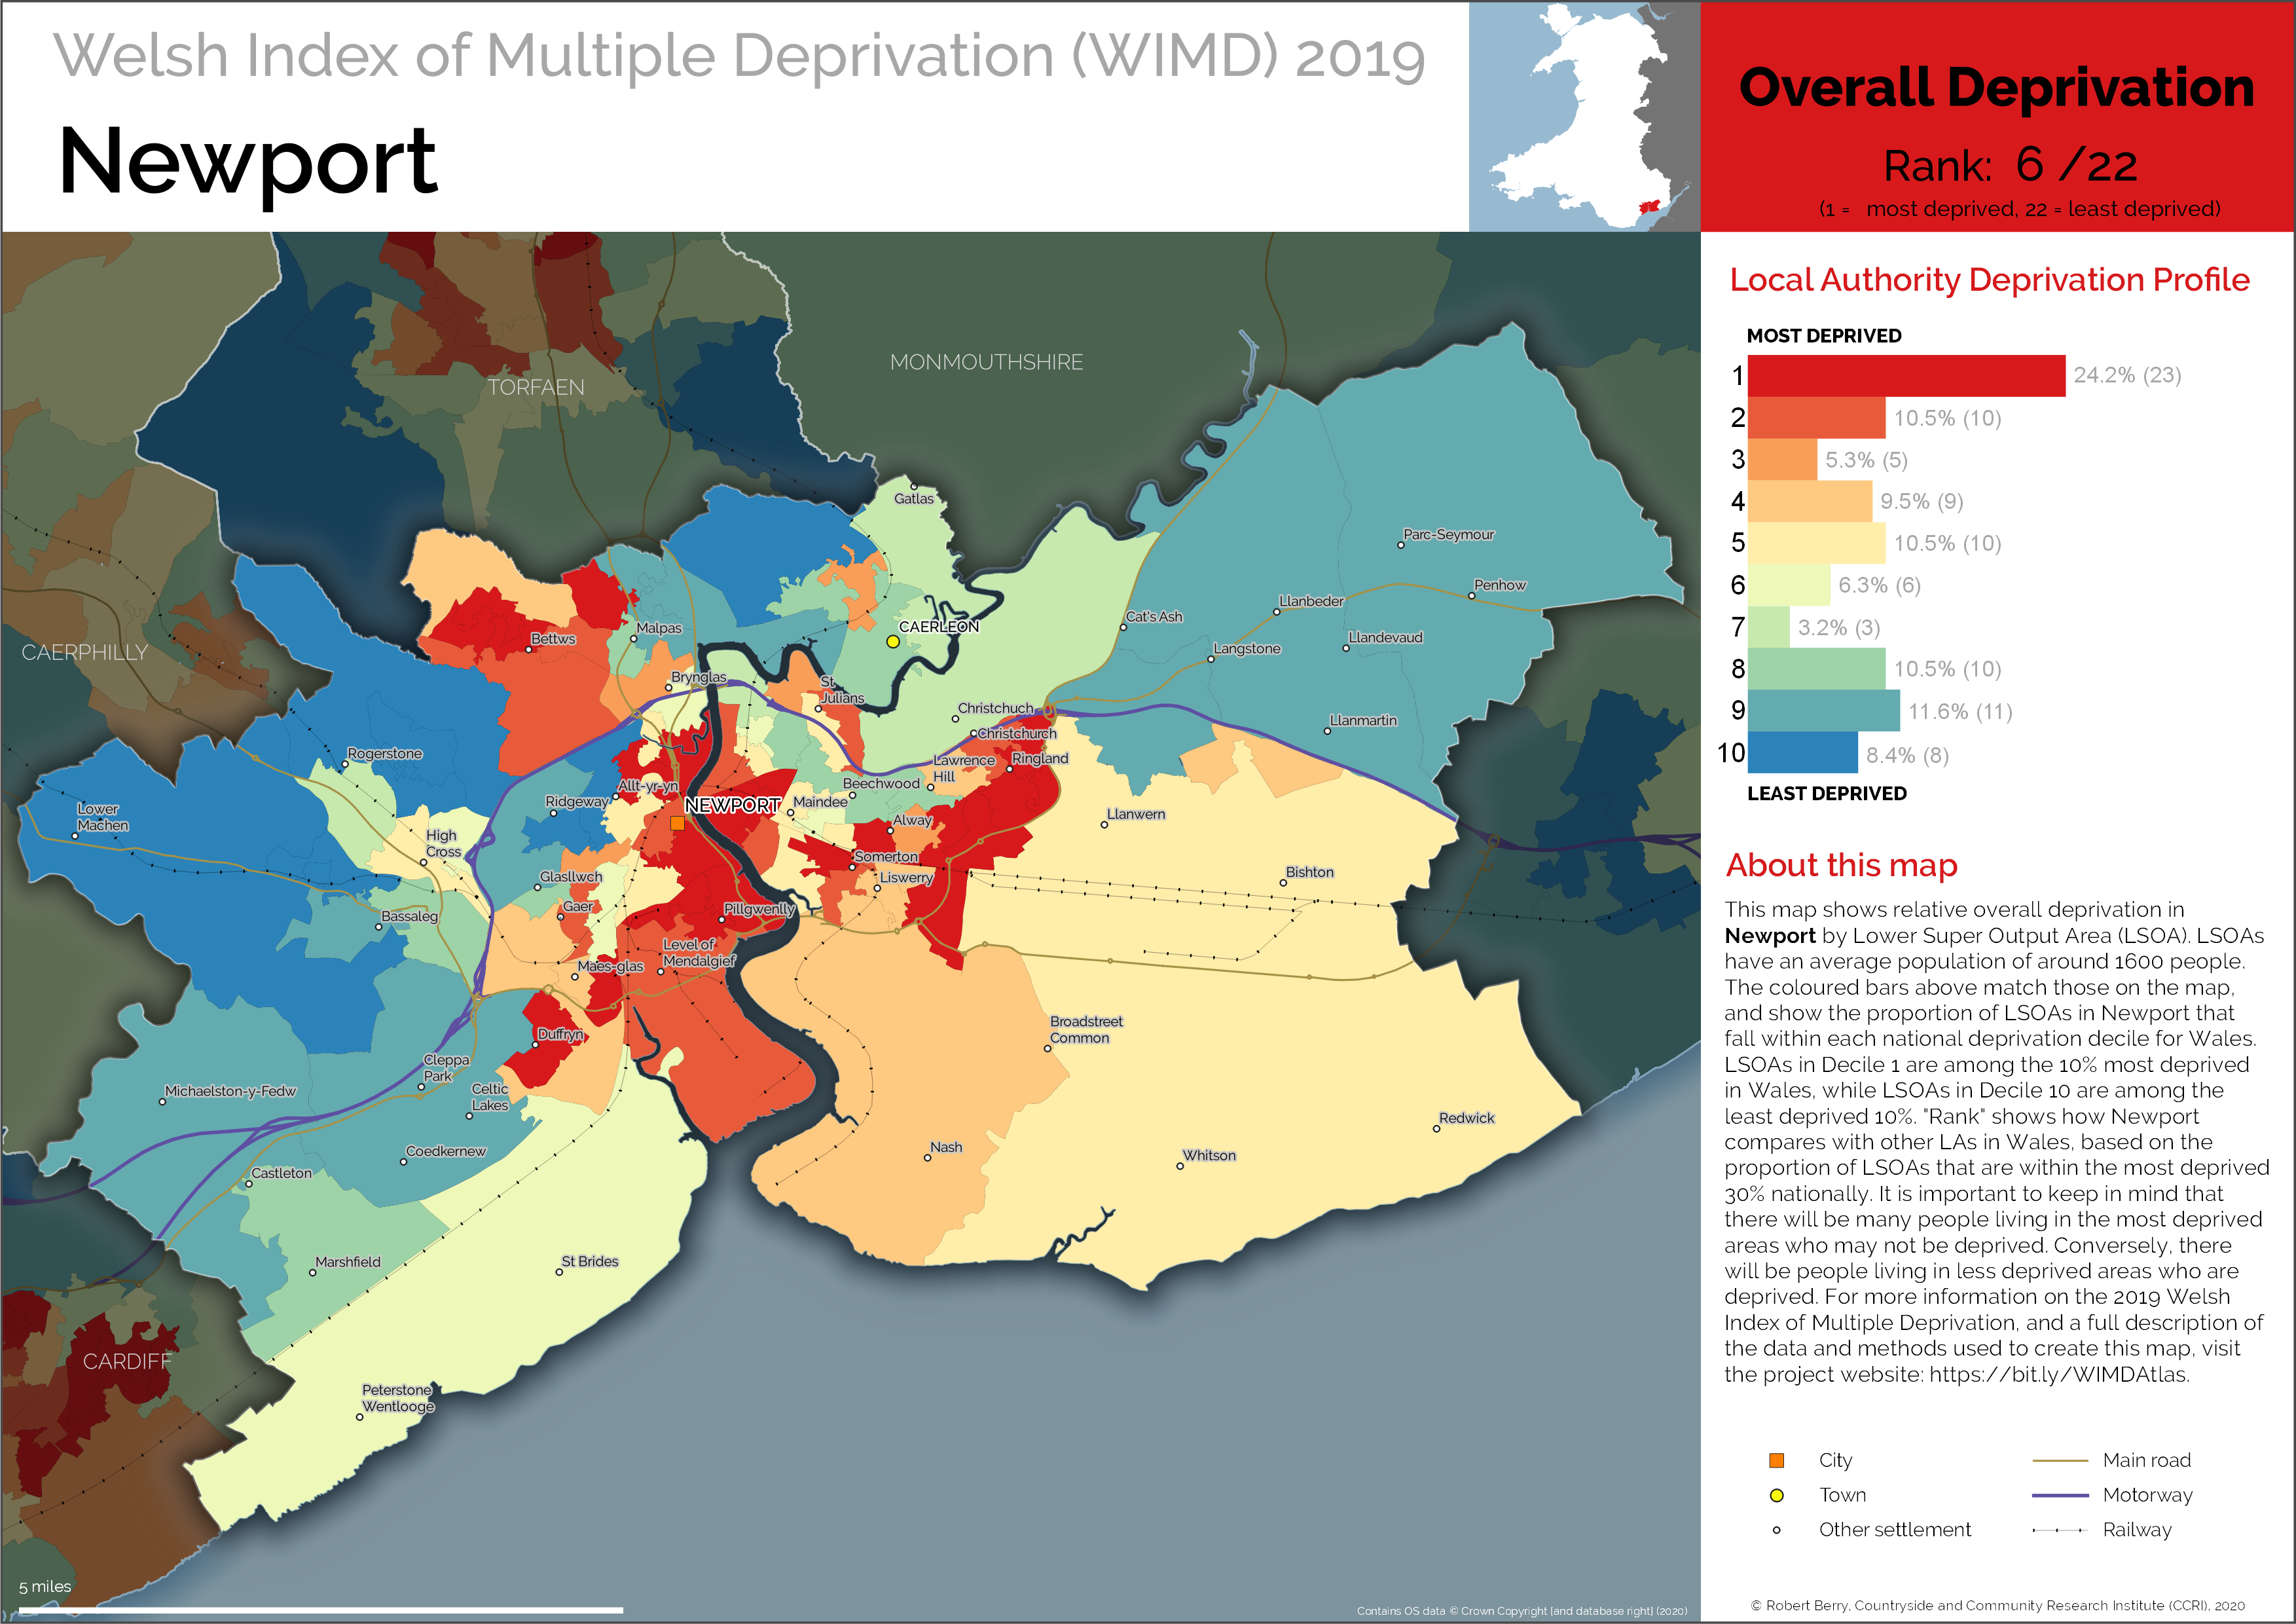 Welsh Index of Multiple Deprivation (WIMD) 2019
Newport
Overall Deprivation
Rank: 6 /22
(1 = most deprived, 22 = least deprived)
TORFAEN
MONMOUTHSHIRE
CAERPHILLY
CARDIFF
Gatlas
Parc-Seymour
Penhow
Llanbeder
Cat's Ash
CAERLEON
Malpas
Bettws
Llandevaud
Langstone
Brynglas
St
Julians
Christchuch
Christchurch
Llanmartin
Rogerstone
Lawrence
Hill
Ringland
Allt-yr-yn
Beechwood
Ridgeway
NEWPORT
Maindee
Lower
Machen
Llanwern
Alway
High
Cross
Somerton
Bishton
Glasllwch
Liswerry
Gaer
Pillgwenlly
Bassaleg
Level of
Mendalgief
Maes-glas
Broadstreet
Common
Duffryn
Cleppa
Park
Michaelston-y-Fedw
Celtic
Lakes
Redwick
Nash
Whitson
Coedkernew
Castleton
Marshfield
St Brides
Peterstone
Wentlooge
5 miles
Contains OS data © Crown Copyright [and database right] (2020)
Local Authority Deprivation Profile
MOST DEPRIVED
1 24.2% (23)
2 10.5% (10)
3 5.3% (5)
4 9.5% (9)
5 10.5% (10)
6 6.3% (6)
7 3.2% (3)
8 10.5% (10)
9 11.6% (11)
10 8.4% (8)
LEAST DEPRIVED
About this map
This map shows relative overall deprivation in
Newport by Lower Super Output Area (LSOA). LSOAs
have an average population of around 1600 people.
The coloured bars above match those on the map,
and show the proportion of LSOAs in Newport that
fall within each national deprivation decile for Wales.
LSOAs in Decile 1 are among the 10% most deprived
in Wales, while LSOAs in Decile 10 are among the
least deprived 10%. "Rank" shows how Newport
compares with other LAs in Wales, based on the
proportion of LSOAs that are within the most deprived
30% nationally. It is important to keep in mind that
there will be many people living in the most deprived
areas who may not be deprived. Conversely, there
will be people living in less deprived areas who are
deprived. For more information on the 2019 Welsh
Index of Multiple Deprivation, and a full description of
the data and methods used to create this map, visit
the project website: https://bit.ly/WIMDAtlas.
City
Main road
Town
Motorway
Other settlement
Railway
© Robert Berry, Countryside and Community Research Institute (CCRI), 2020